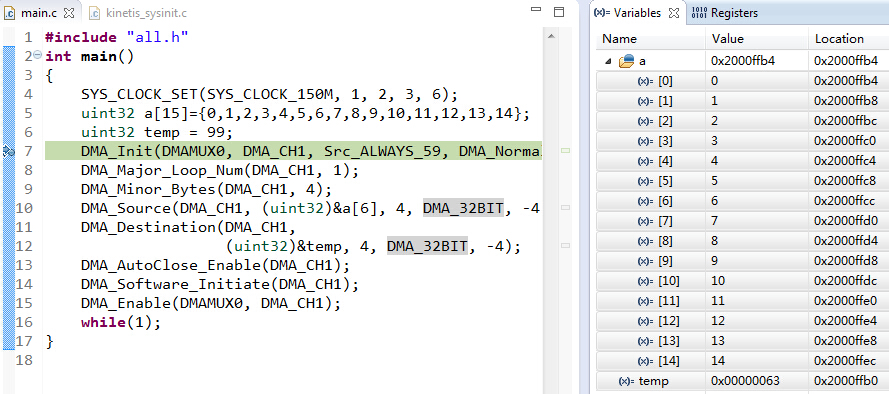 main.c kinetis_sysinit.c
1 #include "all.h"
2 int main()
3 {
4 SYS_CLOCK_SET(SYS_CLOCK_150M, 1, 2, 3, 6);
5 uint32 a[15]={0,1,2,3,4,5,6,7,8,9,10,11,12,13,14};
6 uint32 temp = 99;
7 DMA_Init(DMAMUX0, DMA_CH1, Src_ALWAYS_59, DMA_Norma
8 DMA_Major_Loop_Num(DMA_CH1, 1);
9 DMA_Minor_Bytes(DMA_CH1, 4);
10 DMA_Source(DMA_CH1, (uint32)&a[6], 4, DMA_32BIT, -4
11 DMA_Destination(DMA_CH1,
12 (uint32)&temp, 4, DMA_32BIT, -4);
13 DMA_AutoClose_Enable(DMA_CH1);
14 DMA_Software_Initiate(DMA_CH1);
15 DMA_Enable(DMAMUX0, DMA_CH1);
16 while(1);
17 }
18
(x)= Variables 1010 0101 Registers
Name Value Location
a 0x2000ffb4 0x2000ffb4
(x)= [0] 0 0x2000ffb4
(x)= [1] 1 0x2000ffb8
(x)= [2] 2 0x2000ffbc
(x)= [3] 3 0x2000ffc0
(x)= [4] 4 0x2000ffc4
(x)= [5] 5 0x2000ffc8
(x)= [6] 6 0x2000ffcc
(x)= [7] 7 0x2000ffd0
(x)= [8] 8 0x2000ffd4
(x)= [9] 9 0x2000ffd8
(x)= [10] 10 0x2000ffdc
(x)= [11] 11 0x2000ffe0
(x)= [12] 12 0x2000ffe4
(x)= [13] 13 0x2000ffe8
(x)= [14] 14 0x2000ffec
(x)= temp 0x00000063 0x2000ffb0